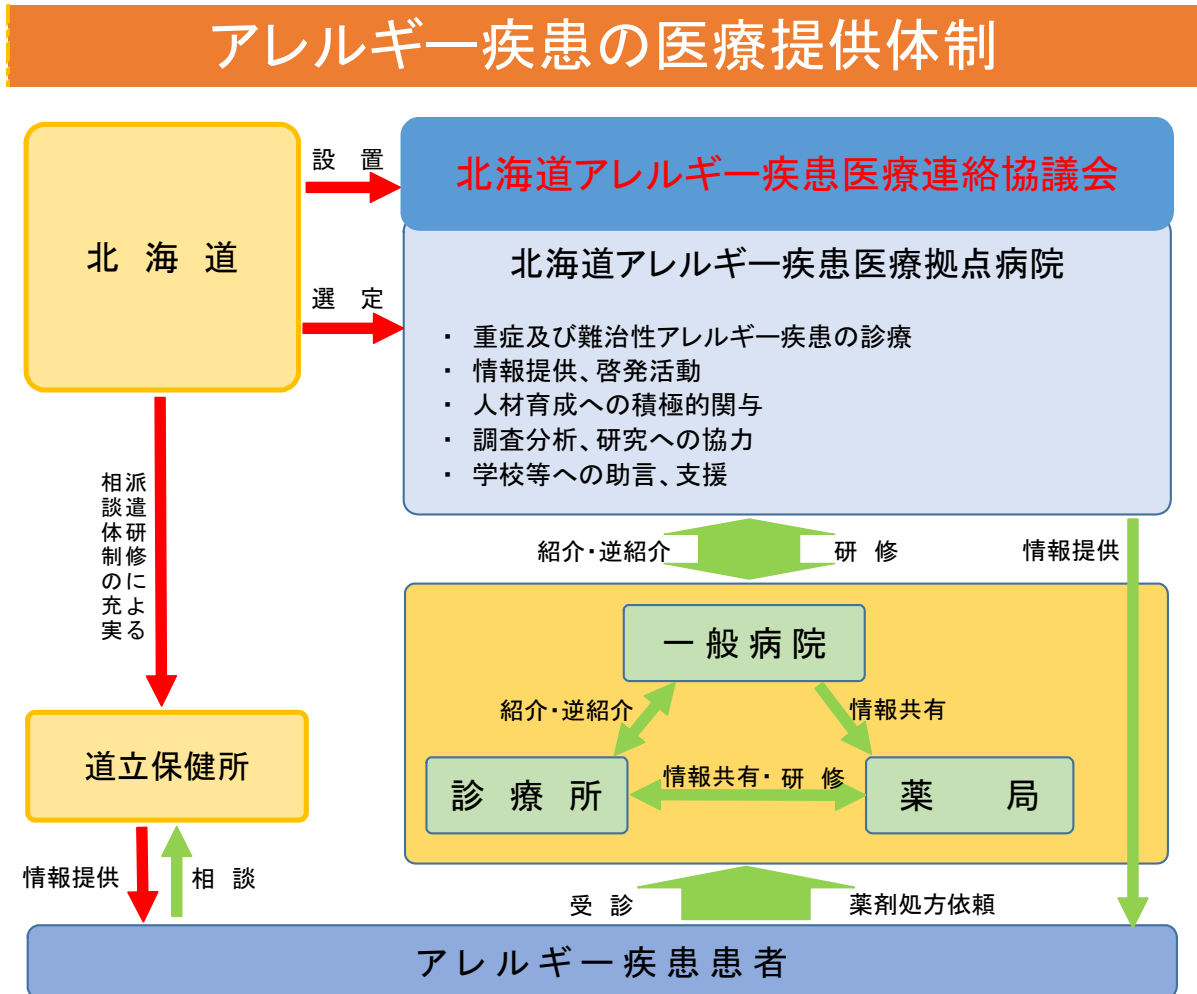 アレルギー疾患の医療提供体制
北海道
設置
北海道アレルギー疾患医療連絡協議会
選定
北海道アレルギー疾患医療拠点病院
・ 重症及び難治性アレルギー疾患の診療
・ 情報提供、啓発活動
・ 人材育成への積極的関与
・ 調査分析、研究への協力
・ 学校等への助言、支援
派遣研修による
相談体制の充実
紹介・逆紹介
研修
情報提供
一般病院
紹介・逆紹介
情報共有
診療所
情報共有・研修
薬局
道立保健所
情報提供
相談
受診
薬剤処方依頼
アレルギー疾患患者